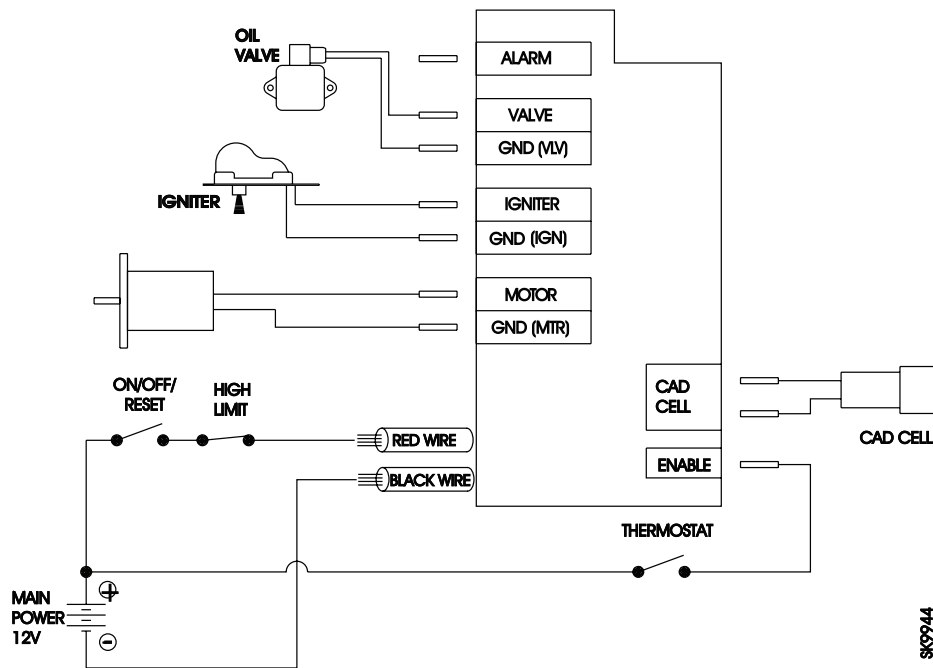 OIL
VALVE
ALARM
VALVE
GND (VLV)
IGNITER
IGNITER
GND (IGN)
MOTOR
GND (MTR)
ON/OFF/
RESET
HIGH
LIMIT
RED WIRE
BLACK WIRE
CAD
CELL
CAD CELL
ENABLE
THERMOSTAT
MAIN
POWER
12V
+
-
SK9944